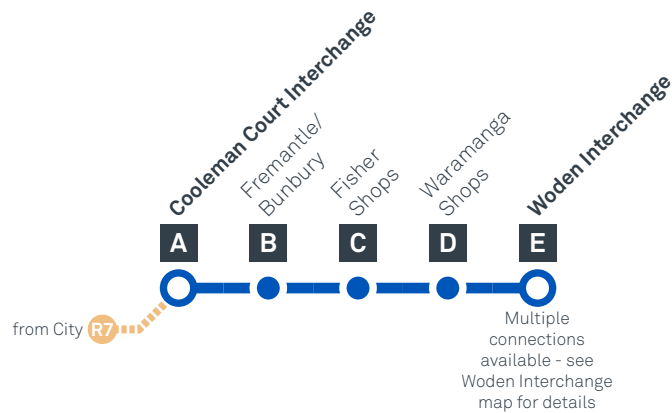 Cooleman Court Interchange
Fremantle/
Bunbury
Fisher
Shops
Waramanga
Shops
Woden Interchange
A
B
C
D
E
from City R7
Multiple
connections
available - see
Woden Interchange
map for details